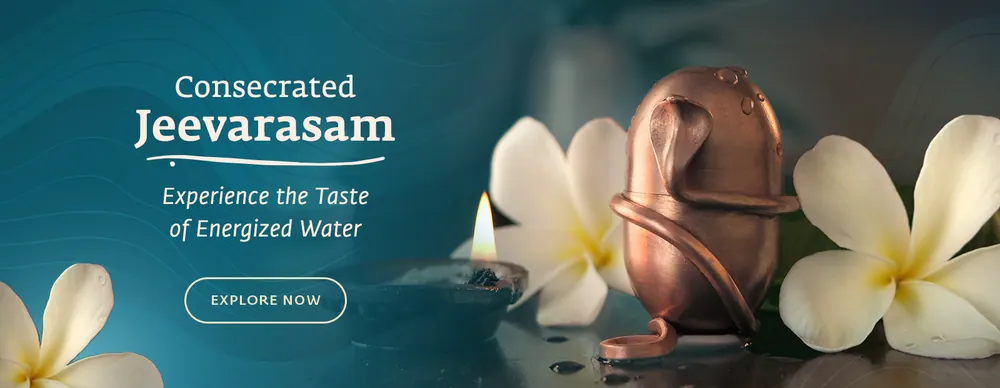 Consecrated
Jeevarasam
Experience the Taste
of Energized Water
EXPLORE NOW